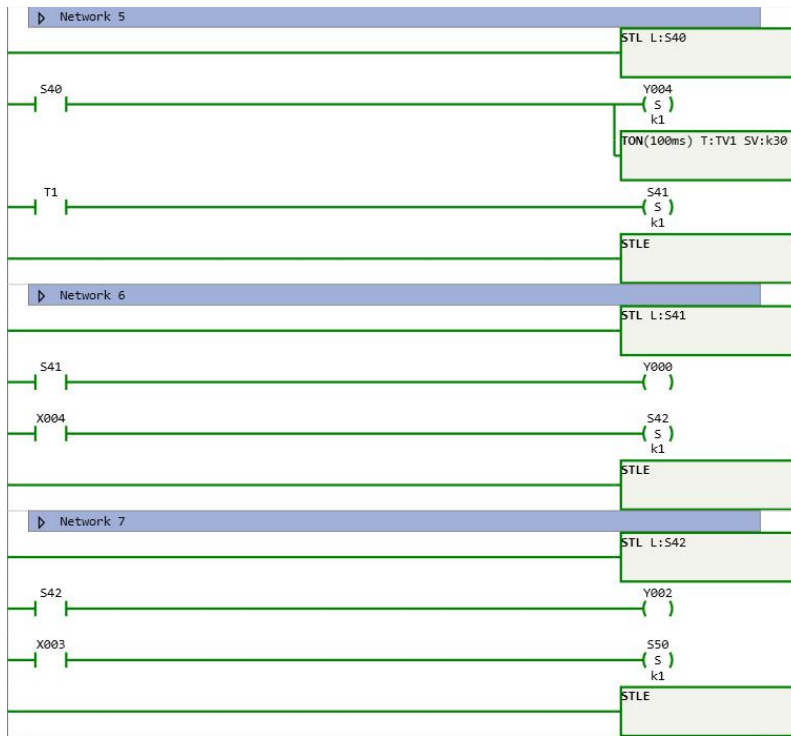 Network 5
STL L:S40
S40
Y004
S
k1
TON(100ms) T:TV1 SV:k30
T1
S41
S
k1
STLE
Network 6
STL L:S41
S41
Y000
X004
S42
S
k1
STLE
Network 7
STL L:S42
S42
Y002
X003
S50
S
k1
STLE